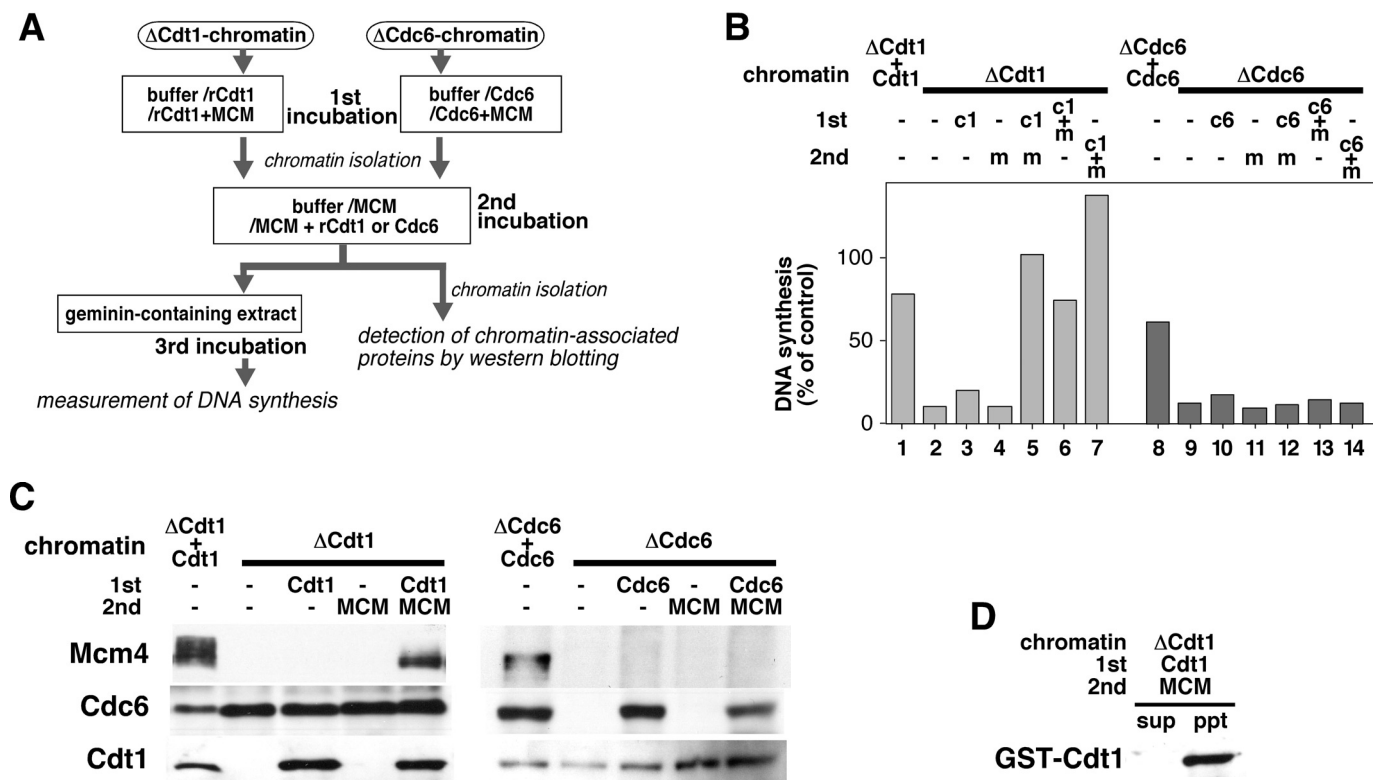 A
ΔCdt1-chromatin
ΔCdc6-chromatin
buffer /rCdt1
/rCdt1+MCM
1st
incubation
buffer /Cdc6
/Cdc6+MCM
chromatin isolation
buffer /MCM
/MCM + rCdt1 or Cdc6
2nd
incubation
chromatin isolation
geminin-containing extract
3rd incubation
detection of chromatin-associated
proteins by western blotting
measurement of DNA synthesis
B
chromatin ΔCdt1 + Cdt1 ΔCdt1 ΔCdc6 + Cdc6 ΔCdc6
1st - - c1 - c1 c1+m - - - c6 - c6 c6+m -
2nd - - - m m - c1+m - - - m m - c6+m
DNA synthesis
(% of control)
100
50
0
1 2 3 4 5 6 7 8 9 10 11 12 13 14
C
chromatin ΔCdt1 + Cdt1 ΔCdt1 ΔCdc6 + Cdc6 ΔCdc6
1st - - Cdt1 - Cdt1 - - Cdc6 - Cdc6
2nd - - - MCM MCM - - - MCM MCM
Mcm4
Cdc6
Cdt1
D
chromatin ΔCdt1
1st Cdt1
2nd MCM
sup ppt
GST-Cdt1